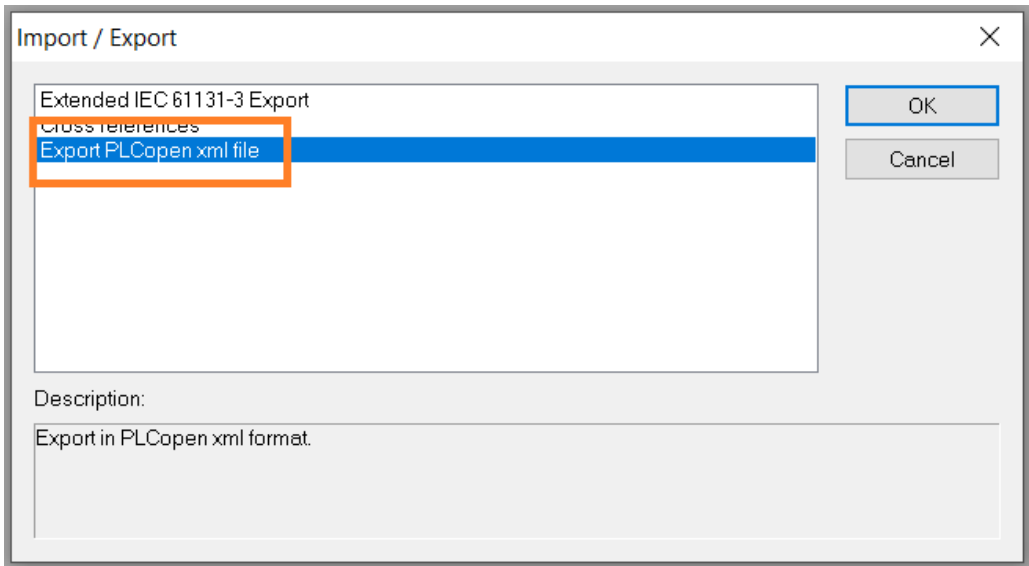 Import / Export
Extended IEC 61131-3 Export
Cross references
Export PLCopen xml file
OK
Cancel
Description:
Export in PLCopen xml format.